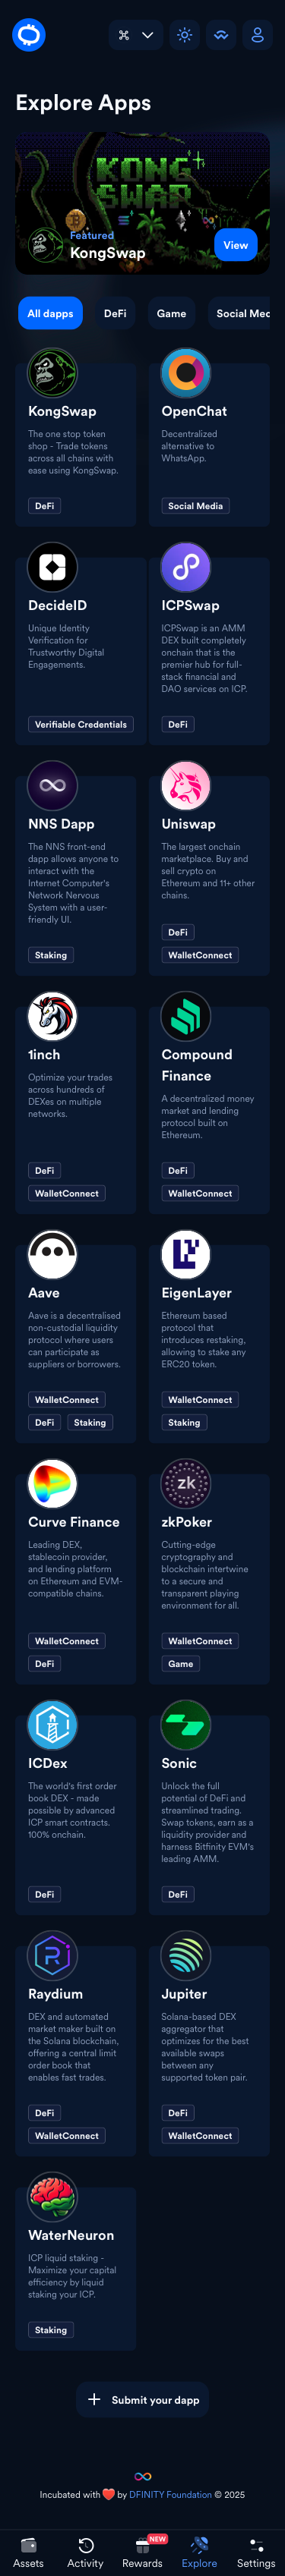 Explore Apps
KONG
SWAP
Featured
KongSwap
View
All dapps
DeFi
Game
Social Med
KongSwap
The one stop token
shop - Trade tokens
across all chains with
ease using KongSwap.
DeFi
OpenChat
Decentralized
alternative to
WhatsApp.
Social Media
DecideID
Unique Identity
Verification for
Trustworthy Digital
Engagements.
Verifiable Credentials
ICPSwap
ICPSwap is an AMM
DEX built completely
onchain that is the
premier hub for full-
stack financial and
DAO services on ICP.
DeFi
NNS Dapp
The NNS front-end
dapp allows anyone to
interact with the
Internet Computer's
Network Nervous
System with a user-
friendly UI.
Staking
Uniswap
The largest onchain
marketplace. Buy and
sell crypto on
Ethereum and 11+ other
chains.
DeFi
WalletConnect
1inch
Optimize your trades
across hundreds of
DEXes on multiple
networks.
DeFi
WalletConnect
Compound
Finance
A decentralized money
market and lending
protocol built on
Ethereum.
DeFi
WalletConnect
Aave
Aave is a decentralised
non-custodial liquidity
protocol where users
can participate as
suppliers or borrowers.
WalletConnect
DeFi
Staking
EigenLayer
Ethereum based
protocol that
introduces restaking,
allowing to stake any
ERC20 token.
WalletConnect
Staking
Curve Finance
Leading DEX,
stablecoin provider,
and lending platform
on Ethereum and EVM-
compatible chains.
WalletConnect
DeFi
zk
zkPoker
Cutting-edge
cryptography and
blockchain intertwine
to a secure and
transparent playing
environment for all.
WalletConnect
Game
ICDex
The world's first order
book DEX - made
possible by advanced
ICP smart contracts.
100% onchain.
DeFi
Sonic
Unlock the full
potential of DeFi and
streamlined trading.
Swap tokens, earn as a
liquidity provider and
harness Bitfinity EVM's
leading AMM.
DeFi
Raydium
DEX and automated
market maker built on
the Solana blockchain,
offering a central limit
order book that
enables fast trades.
DeFi
WalletConnect
Jupiter
Solana-based DEX
aggregator that
optimizes for the best
available swaps
between any
supported token pair.
DeFi
WalletConnect
WaterNeuron
ICP liquid staking -
Maximize your capital
efficiency by liquid
staking your ICP.
Staking
+ Submit your dapp
Incubated with ❤️ by DFINITY Foundation © 2025
NEW
Assets
Activity
Rewards
Explore
Settings